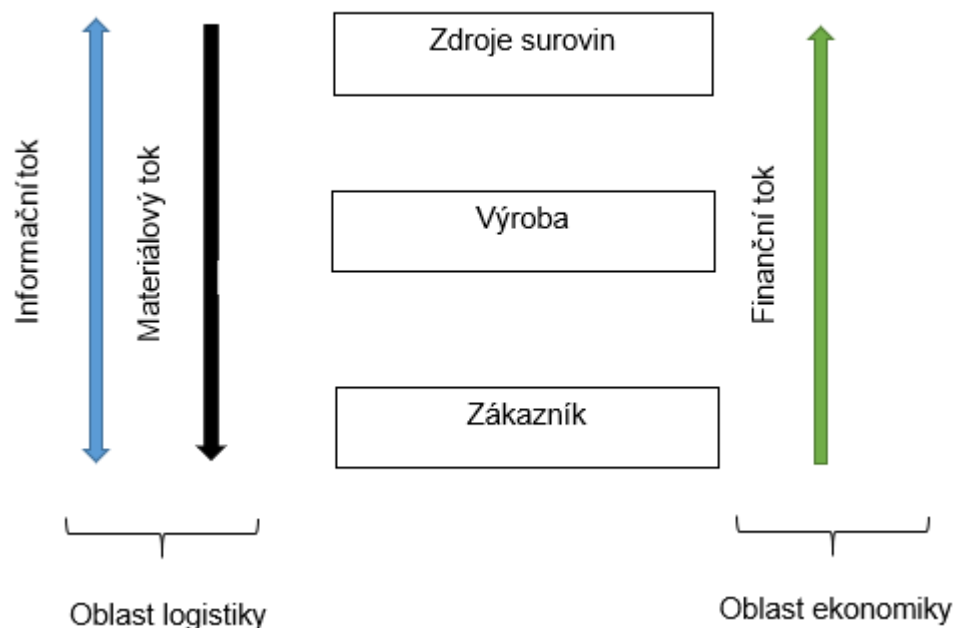 Zdroje surovin
Informační tok
Materiálový tok
Výroba
Finanční tok
Zákazník
Oblast logistiky
Oblast ekonomiky